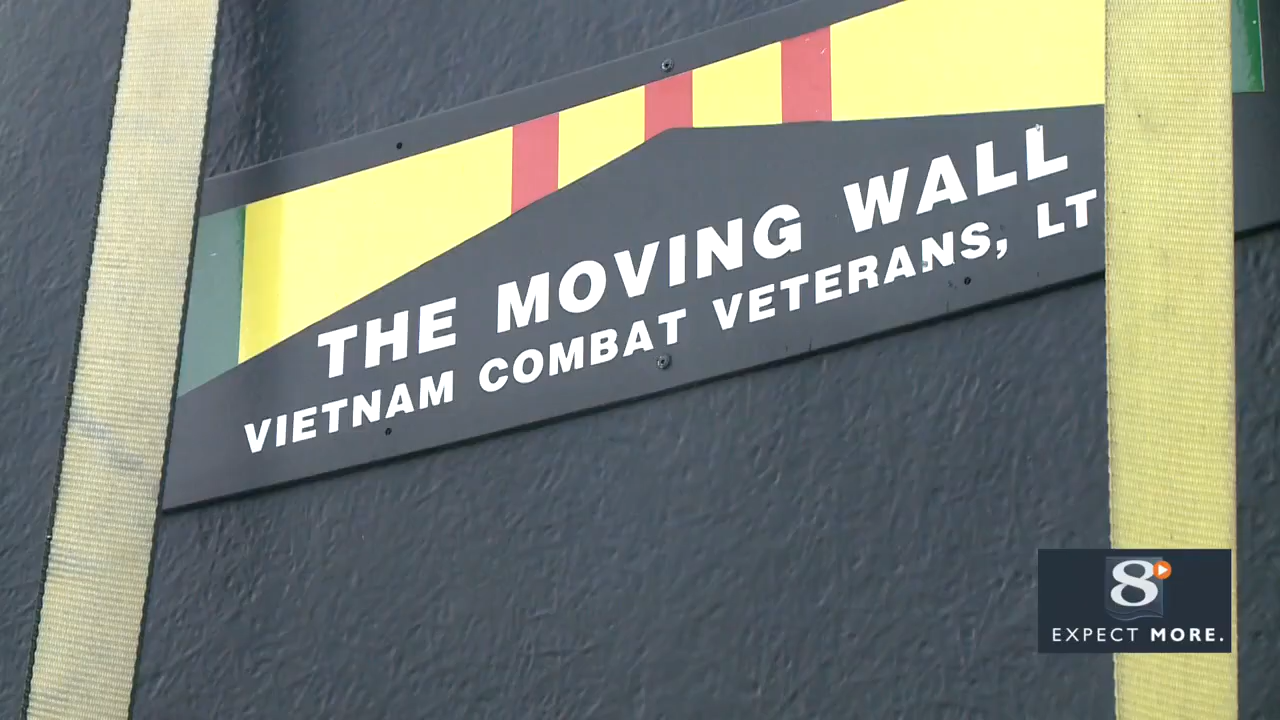 THE MOVING WALL
VIETNAM COMBAT VETERANS, LT
8
EXPECT MORE.